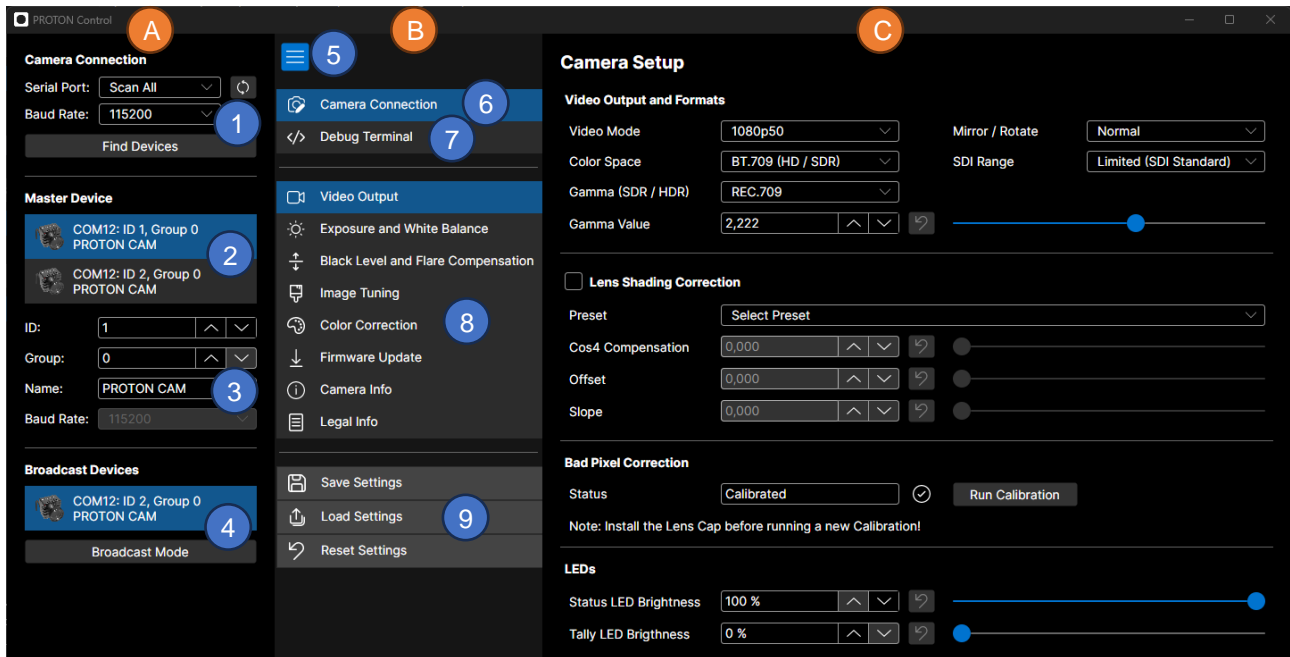 PROTON Control
A
B
C
Camera Connection
Serial Port: Scan All
Baud Rate: 115200
1
Find Devices
Master Device
COM12: ID 1, Group 0
PROTON CAM
2
COM12: ID 2, Group 0
PROTON CAM
ID: 1
Group: 0
Name: PROTON CAM
3
Baud Rate: 115200
Broadcast Devices
COM12: ID 2, Group 0
PROTON CAM
4
Broadcast Mode
5
Camera Connection
6
Debug Terminal
7
Video Output
Exposure and White Balance
Black Level and Flare Compensation
Image Tuning
Color Correction
8
Firmware Update
Camera Info
Legal Info
Save Settings
Load Settings
9
Reset Settings
Camera Setup
Video Output and Formats
Video Mode 1080p50 Mirror / Rotate Normal
Color Space BT.709 (HD / SDR) SDI Range Limited (SDI Standard)
Gamma (SDR / HDR) REC.709
Gamma Value 2,222
Lens Shading Correction
Preset Select Preset
Cos4 Compensation 0,000
Offset 0,000
Slope 0,000
Bad Pixel Correction
Status Calibrated Run Calibration
Note: Install the Lens Cap before running a new Calibration!
LEDs
Status LED Brightness 100 %
Tally LED Brigthness 0 %